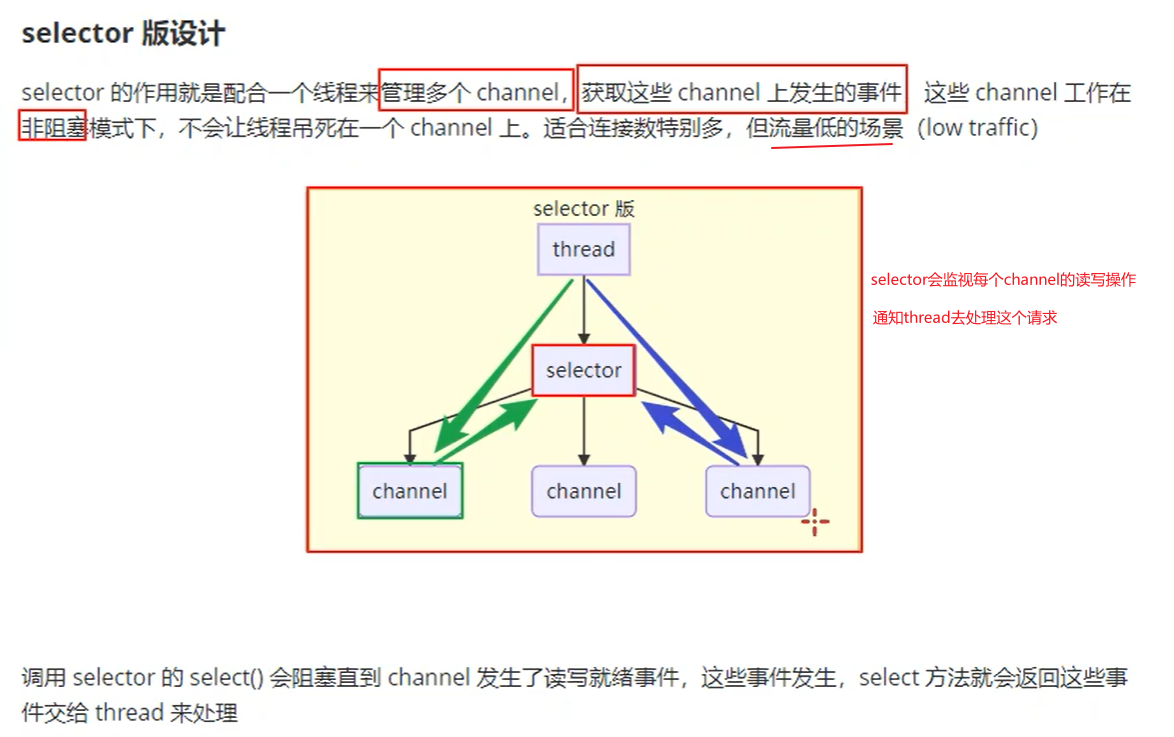 selector 版设计
selector 的作用就是配合一个线程来管理多个 channel，获取这些 channel 上发生的事件 这些 channel 工作在
非阻塞模式下，不会让线程吊死在一个 channel 上。适合连接数特别多，但流量低的场景（low traffic）
selector 版
thread
selector会监视每个channel的读写操作
通知thread去处理这个请求
selector
channel
channel
channel
调用 selector 的 select() 会阻塞直到 channel 发生了读写就绪事件，这些事件发生，select 方法就会返回这些事
件交给 thread 来处理